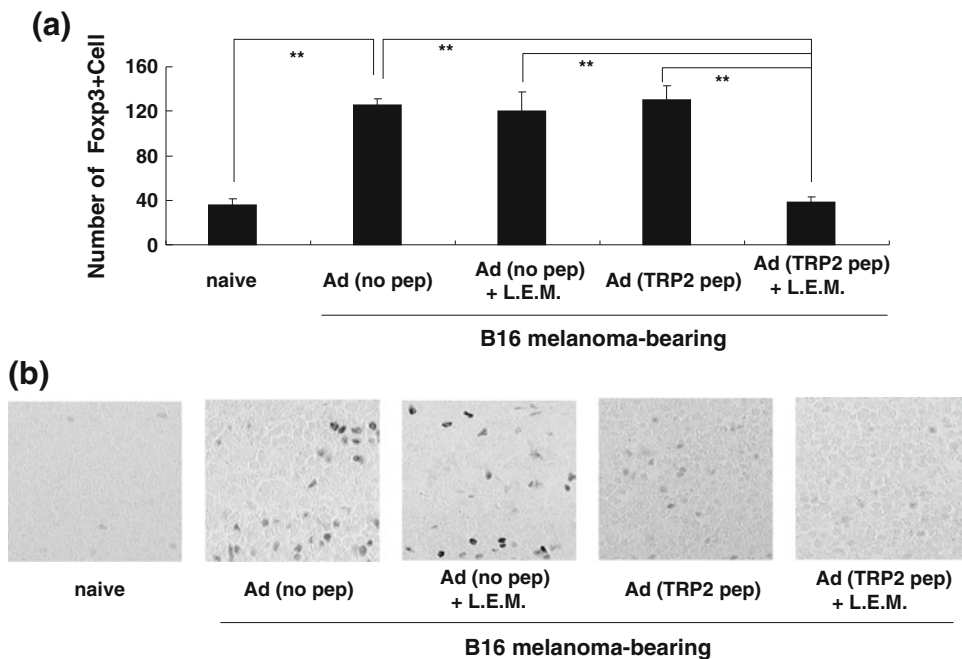 (a)
Number of Foxp3+Cell
160
120
80
40
0
**
**
**
**
naive
Ad (no pep)
Ad (no pep)
+ L.E.M.
Ad (TRP2 pep)
Ad (TRP2 pep)
+ L.E.M.
B16 melanoma-bearing
(b)
naive
Ad (no pep)
Ad (no pep)
+ L.E.M.
Ad (TRP2 pep)
Ad (TRP2 pep)
+ L.E.M.
B16 melanoma-bearing